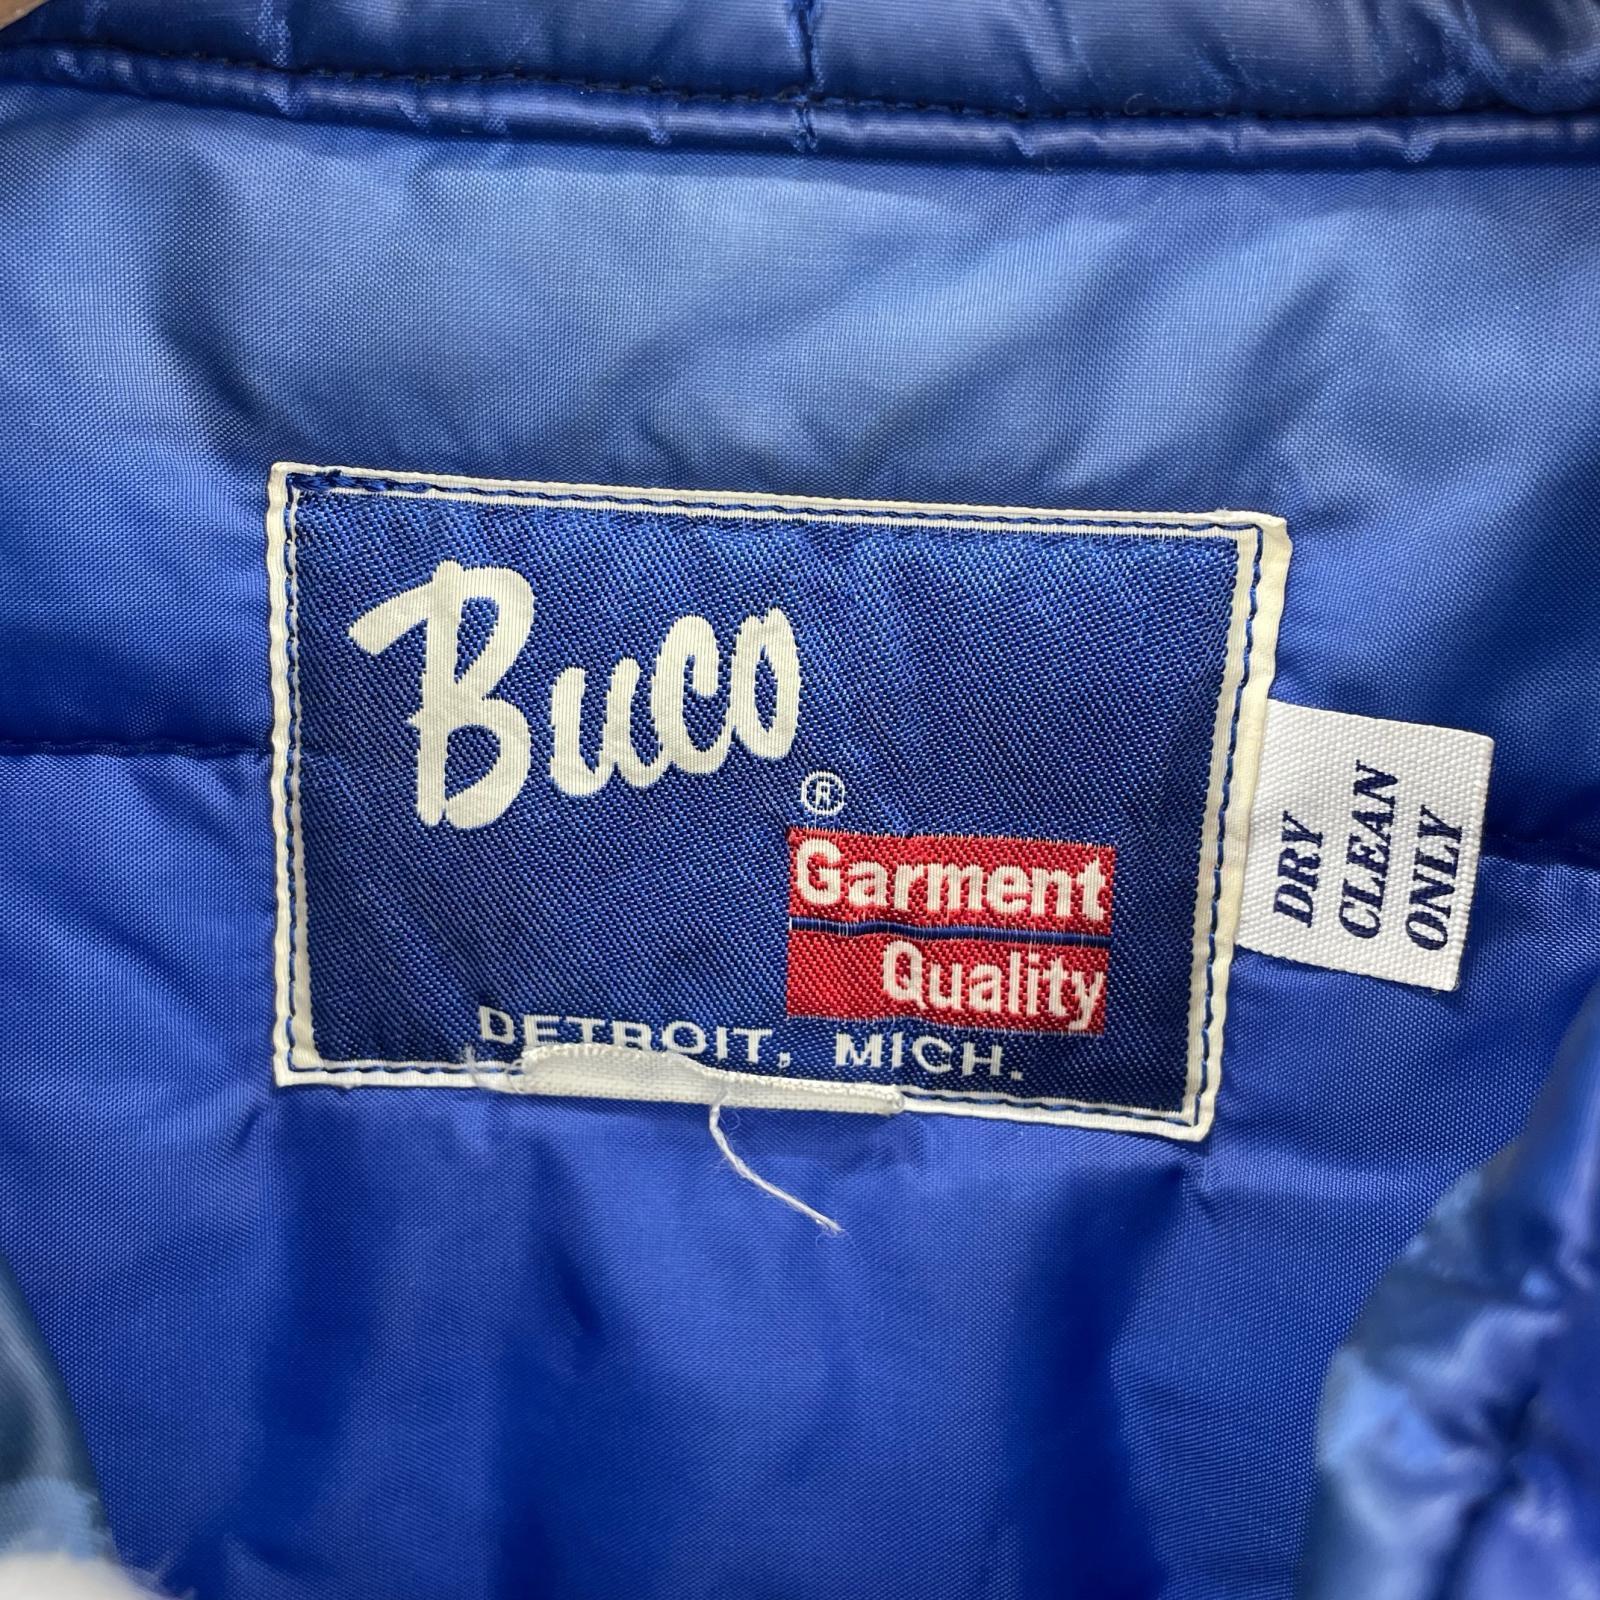 Buco
®
Garment
Quality
DETROIT, MICH.
DRY
CLEAN
ONLY